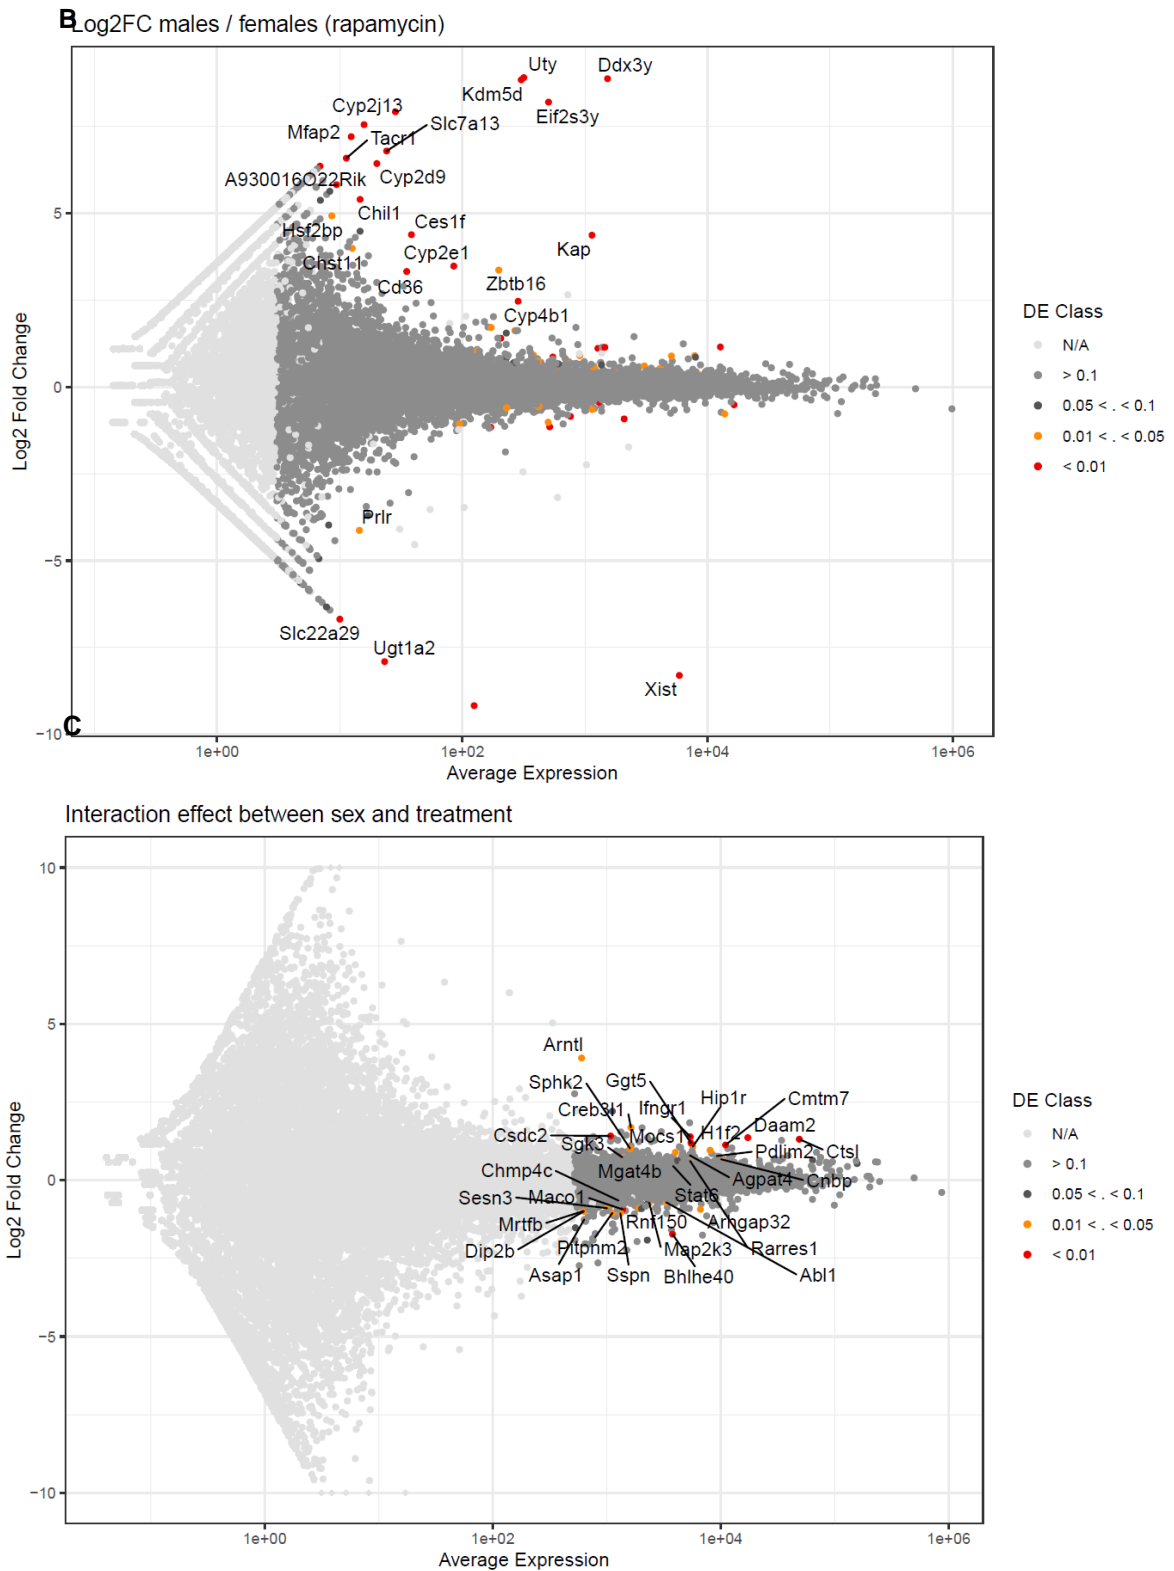 B
Log2FC males / females (rapamycin)
Uty
Ddx3y
Kdm5d
Cyp2j13
Eif2s3y
Slc7a13
Mfap2
Tacr1
A930016O22Rik
Cyp2d9
Chil1
Ces1f
Hsf2bp
Kap
Cyp2e1
Chst11
Cd36
Zbtb16
Cyp4b1
Prlr
Slc22a29
Ugt1a2
Xist
5
0
−5
−10
Log2 Fold Change
1e+00
1e+02
1e+04
1e+06
Average Expression
DE Class
N/A
> 0.1
0.05 < . < 0.1
0.01 < . < 0.05
< 0.01
C
Interaction effect between sex and treatment
Arntl
Sphk2
Ggt5
Hip1r
Cmtm7
Creb3l1
Ifngr1
Csdc2
Sgk3
Mocs1
H1f2
Daam2
Pdlim2
Ctsl
Chmp4c
Mgat4b
Agpat4
Cnbp
Sesn3
Maco1
Stat6
Mrtfb
Rnf150
Arhgap32
Dip2b
Pitpnm2
Map2k3
Rarres1
Asap1
Sspn
Bhlhe40
Abl1
10
5
0
−5
−10
Log2 Fold Change
1e+00
1e+02
1e+04
1e+06
Average Expression
DE Class
N/A
> 0.1
0.05 < . < 0.1
0.01 < . < 0.05
< 0.01